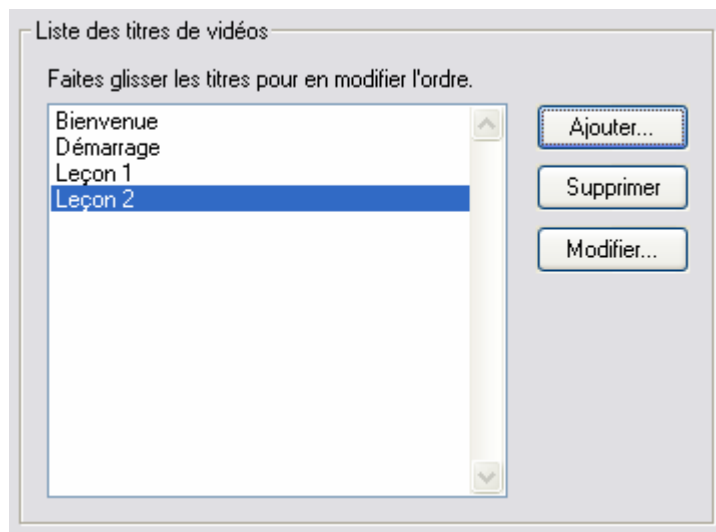 Liste des titres de vidéos
Faites glisser les titres pour en modifier l'ordre.
Bienvenue
Démarrage
Leçon 1
Leçon 2
Ajouter...
Supprimer
Modifier...